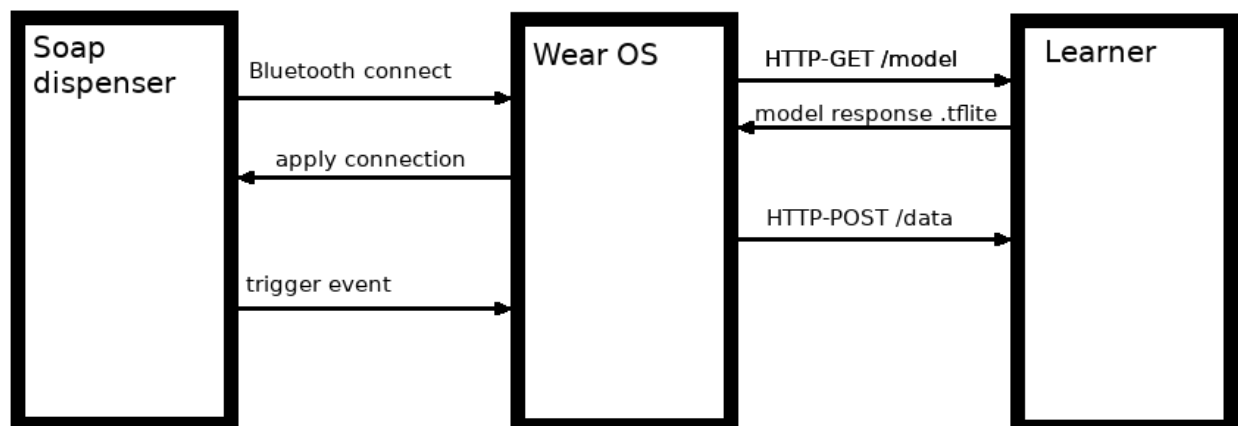 Soap
dispenser
Bluetooth connect
apply connection
trigger event
Wear OS
HTTP-GET /model
model response .tflite
HTTP-POST /data
Learner